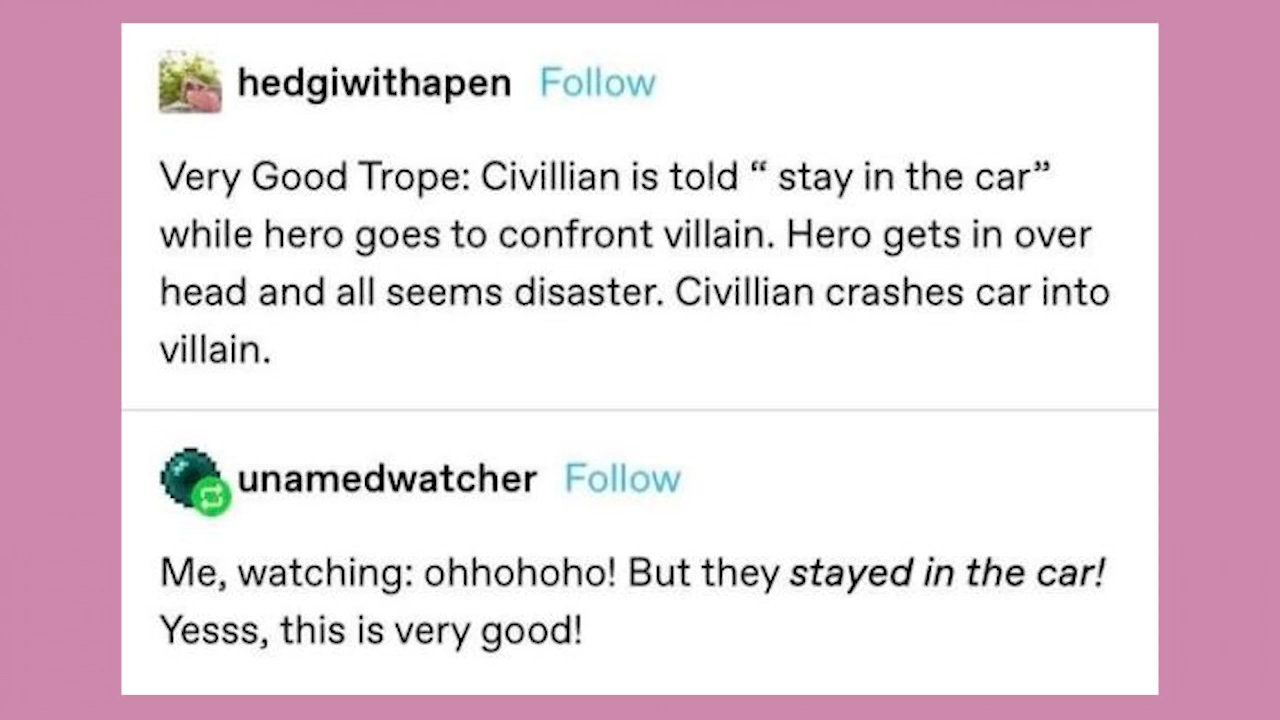 hedgiwithapen Follow
Very Good Trope: Civillian is told “ stay in the car”
while hero goes to confront villain. Hero gets in over
head and all seems disaster. Civillian crashes car into
villain.
unamedwatcher Follow
Me, watching: ohhohoho! But they stayed in the car!
Yesss, this is very good!